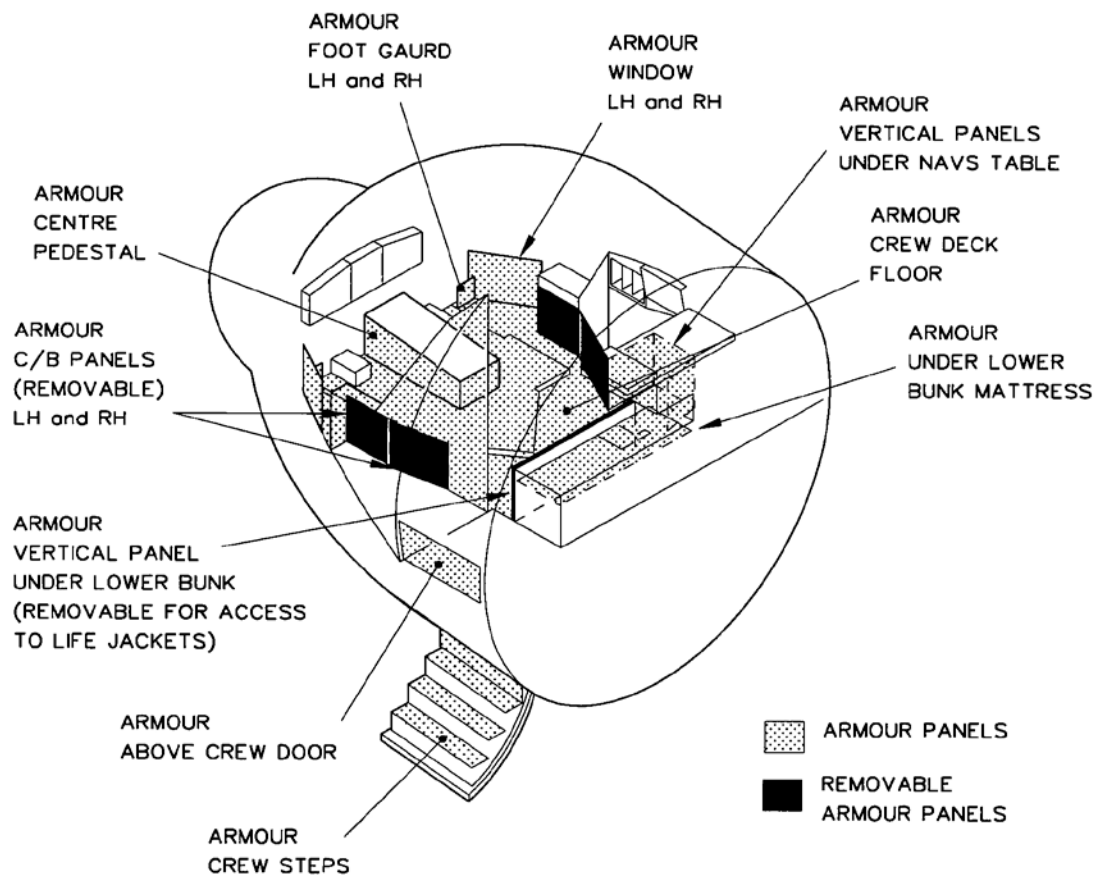 ARMOUR
FOOT GAURD
LH and RH
ARMOUR
WINDOW
LH and RH
ARMOUR
VERTICAL PANELS
UNDER NAVS TABLE
ARMOUR
CENTRE
PEDESTAL
ARMOUR
CREW DECK
FLOOR
ARMOUR
C/B PANELS
(REMOVABLE)
LH and RH
ARMOUR
UNDER LOWER
BUNK MATTRESS
ARMOUR
VERTICAL PANEL
UNDER LOWER BUNK
(REMOVABLE FOR ACCESS
TO LIFE JACKETS)
ARMOUR
ABOVE CREW DOOR
ARMOUR
CREW STEPS
ARMOUR PANELS
REMOVABLE
ARMOUR PANELS